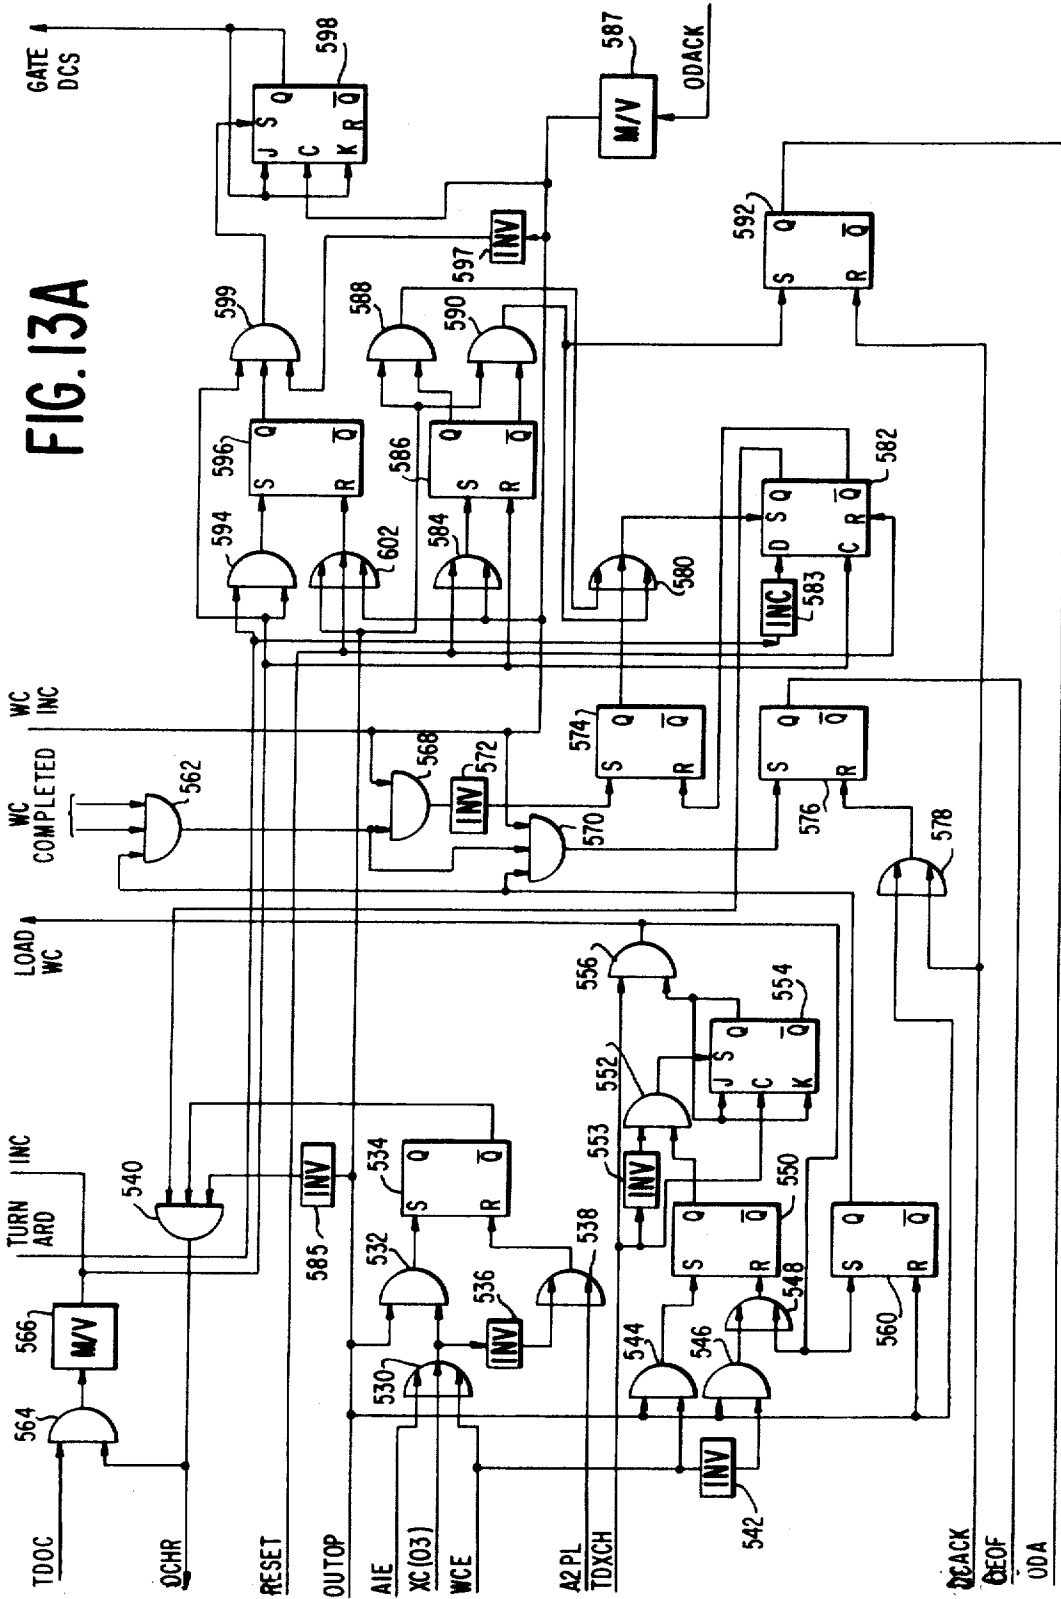 FIG. 13A
GATE
DCS
598
J
S
Q
C
K
R
Q
587
M/V
ODACK
599
INV
597
588
590
592
S
Q
R
Q
596
S
Q
R
Q
586
S
Q
R
Q
594
602
584
580
582
D
S
Q
C
R
Q
INC
583
WC
INC
WC
COMPLETED
562
568
INV
572
570
574
S
Q
R
Q
576
S
Q
R
Q
578
LOAD
WC
556
554
J
S
Q
C
K
Q
552
553
INV
550
S
Q
R
Q
560
S
Q
R
Q
INC
TURN
ARD
540
INV
585
534
S
Q
R
Q
532
536
INV
538
530
544
546
548
INV
542
566
M/V
564
TDOC
OCHR
RESET
OUTOP
AIE
XC(03)
WCE
A2PL
TDXCH
OCACK
OEOF
ODA